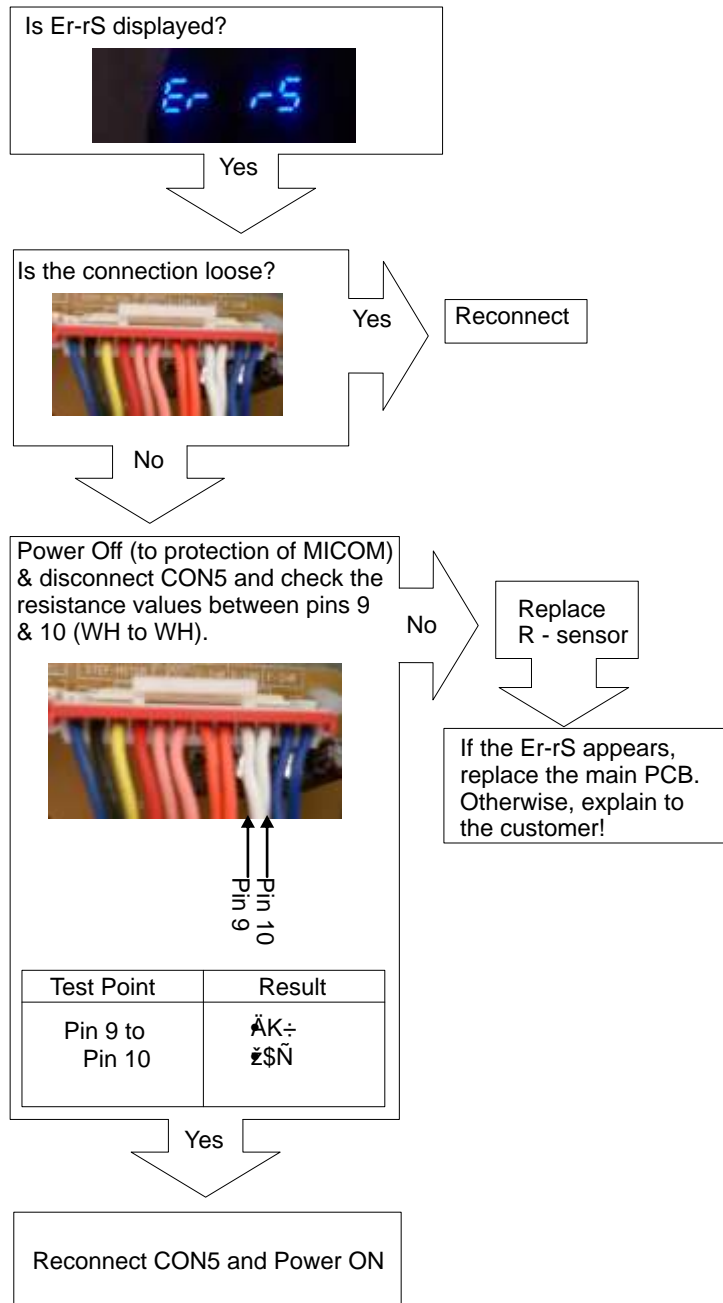 Is Er-rS displayed?
Er rS
Yes
Is the connection loose?
Yes
Reconnect
No
Power Off (to protection of MICOM)
& disconnect CON5 and check the
resistance values between pins 9
& 10 (WH to WH).
No
Replace
R - sensor
If the Er-rS appears,
replace the main PCB.
Otherwise, explain to
the customer!
Pin 9
Pin 10
Test Point
Result
Pin 9 to
Pin 10
Yes
Reconnect CON5 and Power ON